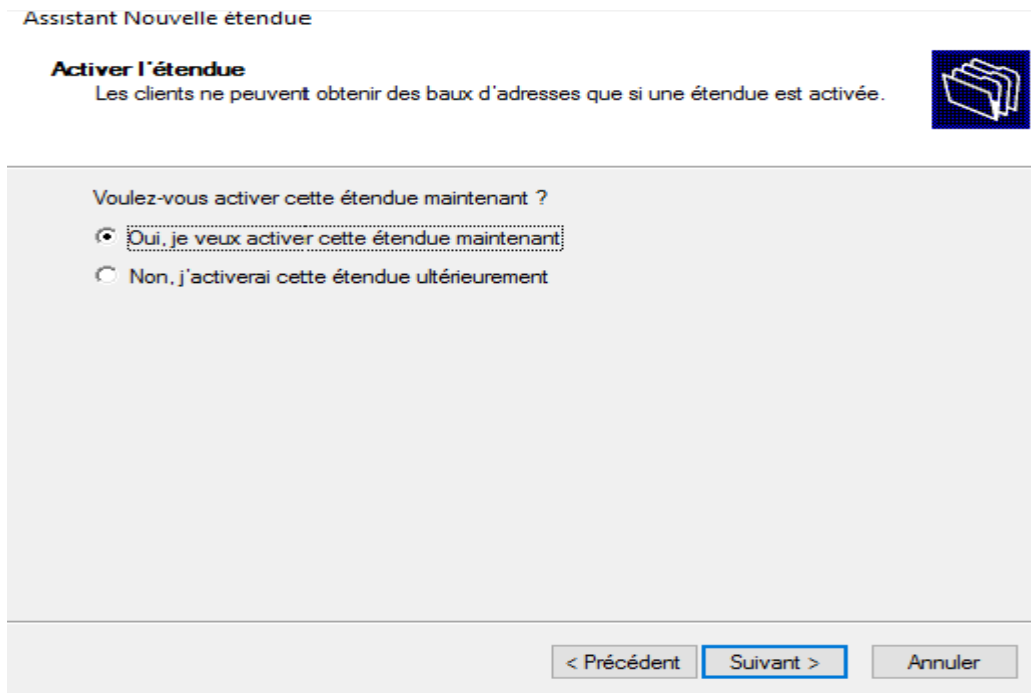 Assistant Nouvelle étendue
Activer l'étendue
Les clients ne peuvent obtenir des baux d'adresses que si une étendue est activée.
Voulez-vous activer cette étendue maintenant ?
Oui, je veux activer cette étendue maintenant
Non, j'activerai cette étendue ultérieurement
< Précédent Suivant > Annuler